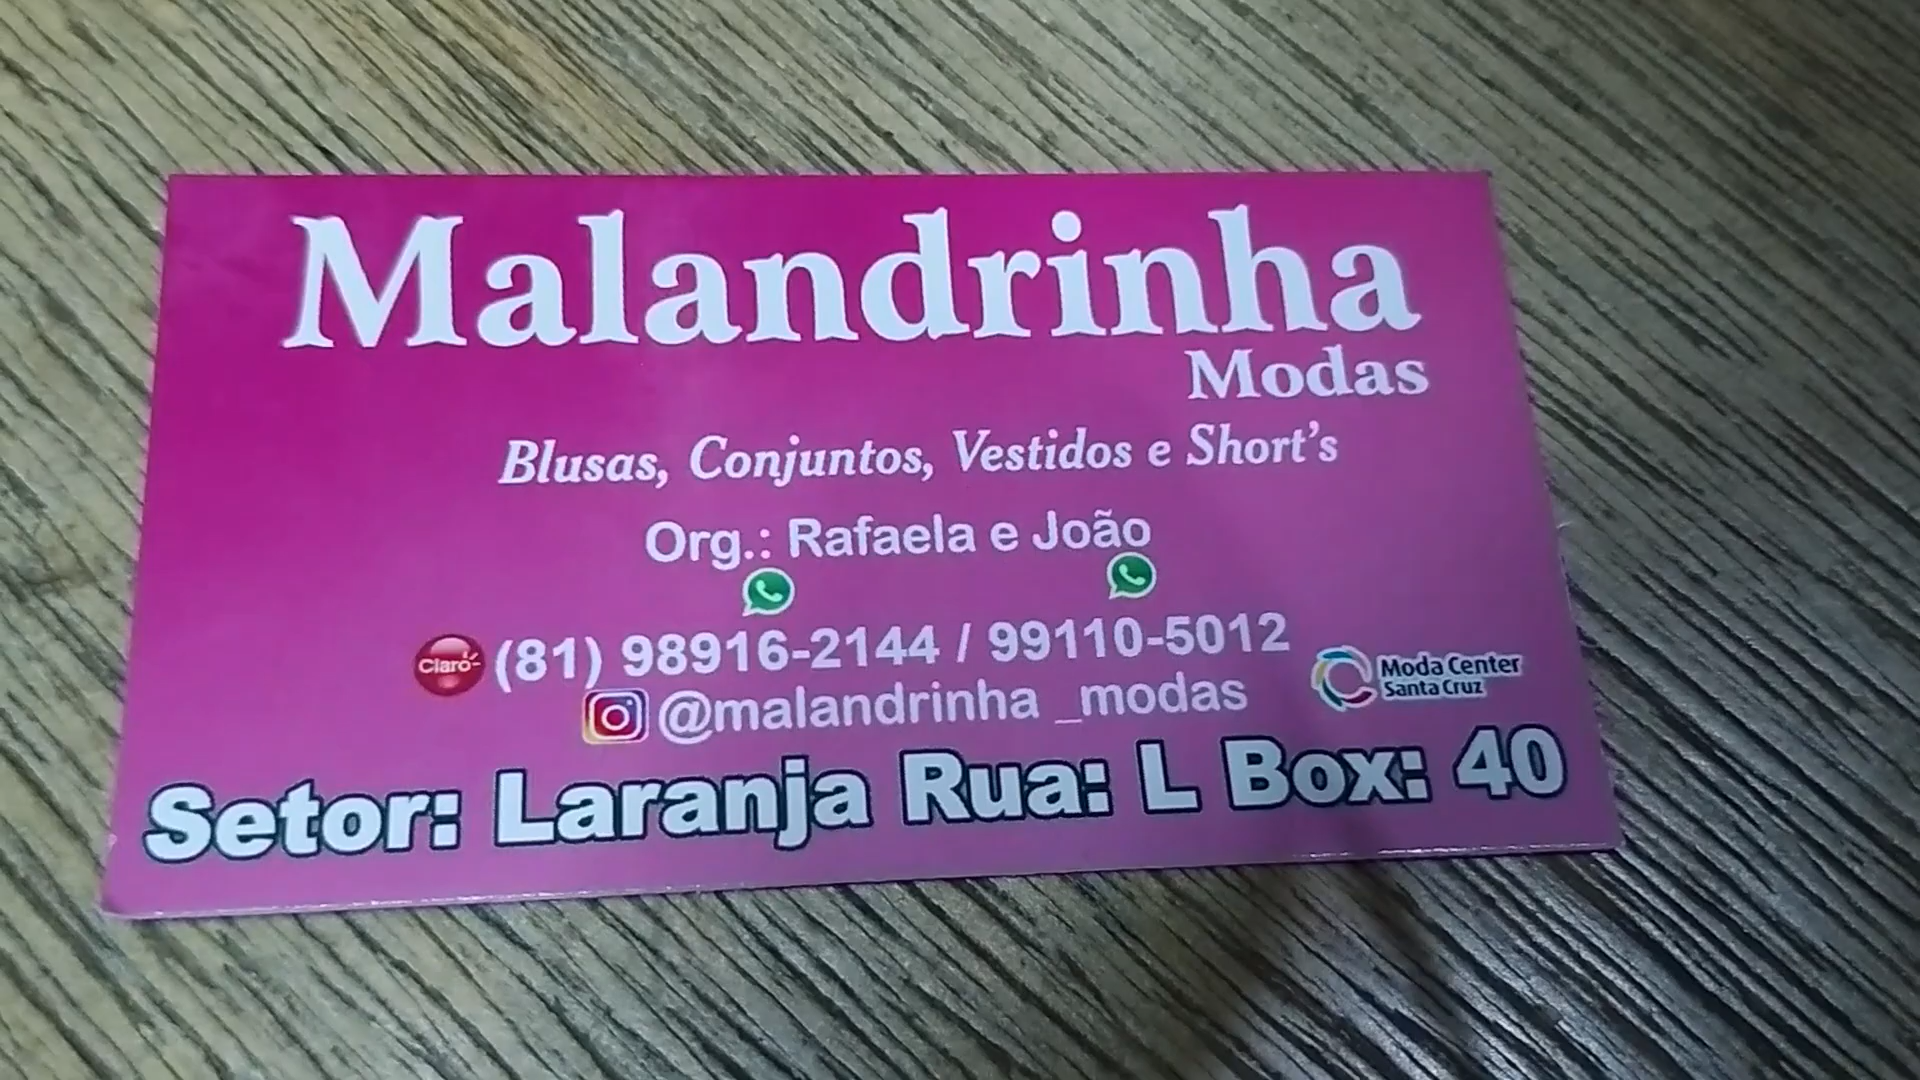 Malandrinha
Modas
Blusas, Conjuntos, Vestidos e Short's
Org.: Rafaela e João
Claro (81) 98916-2144 / 99110-5012
@malandrinha _modas
Moda Center
Santa Cruz
Setor: Laranja Rua: L Box: 40